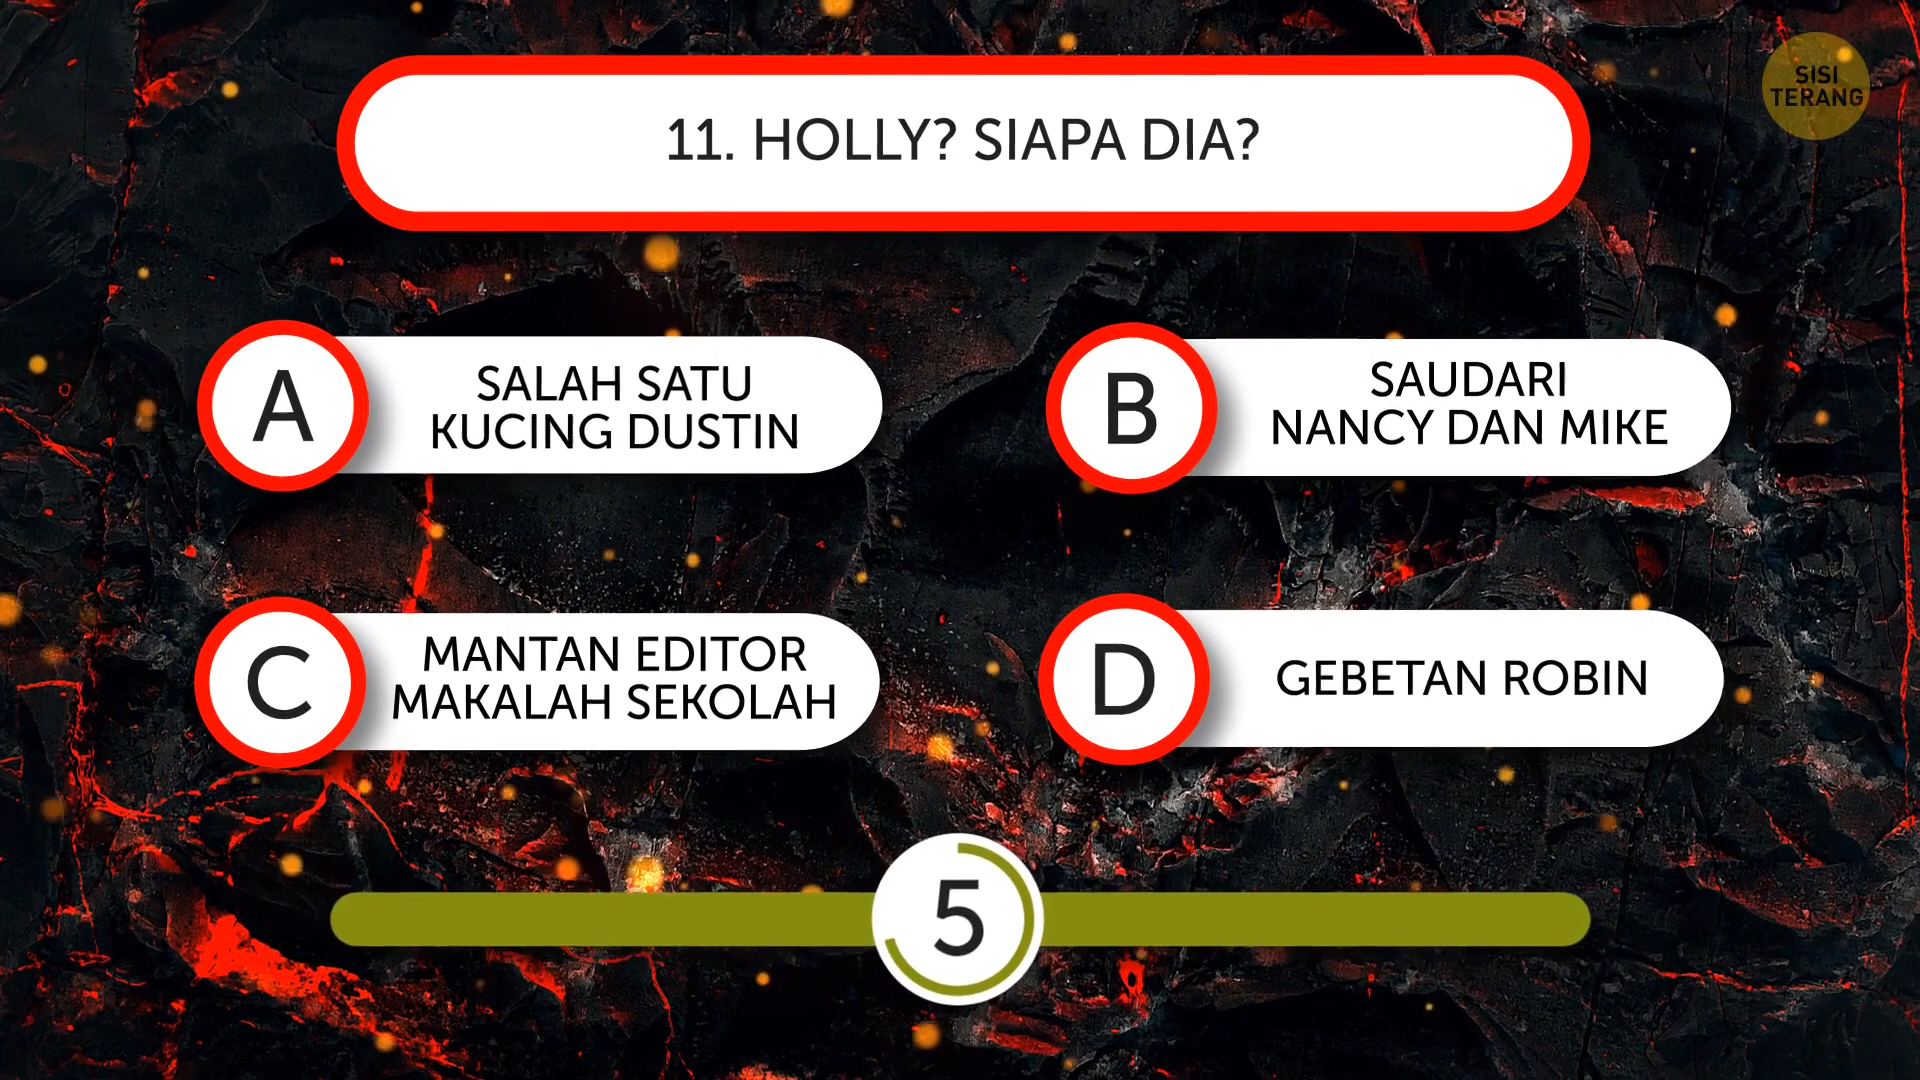 SISI
TERANG
11. HOLLY? SIAPA DIA?
A
SALAH SATU
KUCING DUSTIN
B
SAUDARI
NANCY DAN MIKE
C
MANTAN EDITOR
MAKALAH SEKOLAH
D
GEBETAN ROBIN
5